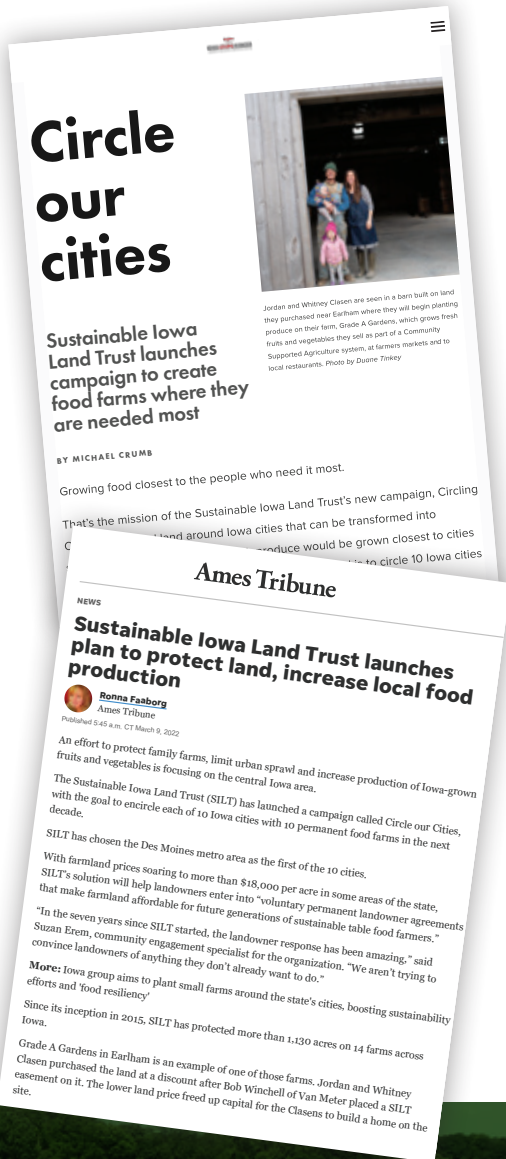 Circle
our
cities
Sustainable Iowa
Land Trust launches
campaign to create
food farms where they
are needed most
Jordan and Whitney Clasen are seen in a barn built on land
they purchased near Earlham where they will begin planting
produce on their farm, Grade A Gardens, which grows fresh
fruits and vegetables they sell as part of a Community
Supported Agriculture system, at farmers markets and to
local restaurants. Photo by Duane Tinkey
BY MICHAEL CRUMB
Growing food closest to the people who need it most.
That's the mission of the Sustainable Iowa Land Trust's new campaign, Circling
land around Iowa cities that can be transformed into
produce would be grown closest to cities
to circle 10 Iowa cities
Ames Tribune
NEWS
Sustainable Iowa Land Trust launches
plan to protect land, increase local food
production
Ronna Faaborg
Ames Tribune
Published 5:45 a.m. CT March 9, 2022
An effort to protect family farms, limit urban sprawl and increase production of Iowa-grown
fruits and vegetables is focusing on the central Iowa area.
The Sustainable Iowa Land Trust (SILT) has launched a campaign called Circle our Cities,
with the goal to encircle each of 10 Iowa cities with 10 permanent food farms in the next
decade.
SILT has chosen the Des Moines metro area as the first of the 10 cities.
With farmland prices soaring to more than $18,000 per acre in some areas of the state,
SILT's solution will help landowners enter into "voluntary permanent landowner agreements
that make farmland affordable for future generations of sustainable table food farmers."
"In the seven years since SILT started, the landowner response has been amazing," said
Suzan Erem, community engagement specialist for the organization. "We aren't trying to
convince landowners of anything they don't already want to do."
More: Iowa group aims to plant small farms around the state's cities, boosting sustainability
efforts and 'food resiliency'
Since its inception in 2015, SILT has protected more than 1,130 acres on 14 farms across
Iowa.
Grade A Gardens in Earlham is an example of one of those farms. Jordan and Whitney
Clasen purchased the land at a discount after Bob Winchell of Van Meter placed a SILT
easement on it. The lower land price freed up capital for the Clasens to build a home on the
site.